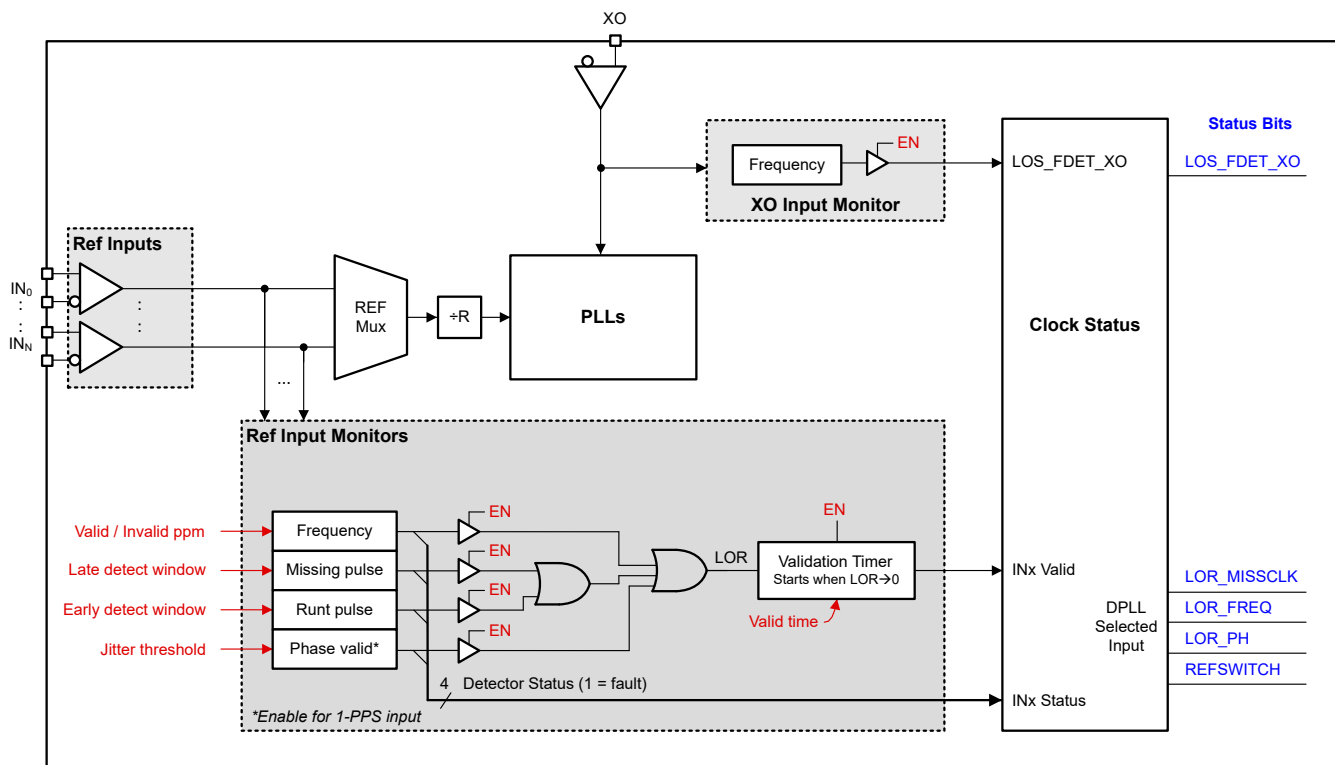 XO
Status Bits
EN
Frequency
LOS_FDET_XO
LOS_FDET_XO
XO Input Monitor
Ref Inputs
IN0
:
:
:
:
:
:
INN
REF
Mux
÷R
PLLs
Clock Status
...
Ref Input Monitors
Valid / Invalid ppm
Frequency
EN
Late detect window
Missing pulse
EN
Early detect window
Runt pulse
EN
Jitter threshold
Phase valid*
EN
LOR
EN
Validation Timer
Starts when LOR→0
Valid time
INx Valid
LOR_MISSCLK
DPLL
Selected
Input
LOR_FREQ
LOR_PH
REFSWITCH
4 Detector Status (1 = fault)
INx Status
*Enable for 1-PPS input